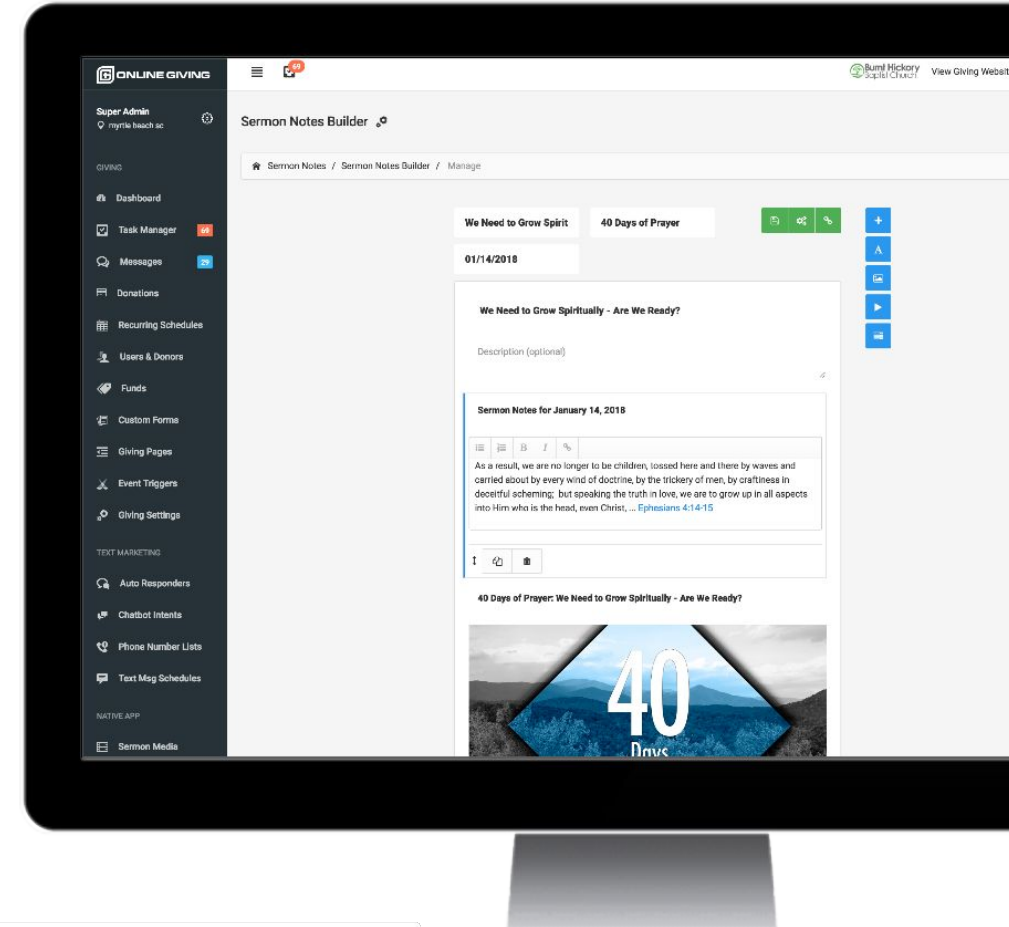 ONLINE GIVING
69
Burnt Hickory
Baptist Church
View Giving Websit
Super Admin
myrtle beach sc
Sermon Notes Builder
GIVING
Sermon Notes / Sermon Notes Builder / Manage
Dashboard
Task Manager 69
Messages 29
Donations
Recurring Schedules
Users & Donors
Funds
Custom Forms
Giving Pages
Event Triggers
Giving Settings
TEXT MARKETING
Auto Responders
Chatbot Intents
Phone Number Lists
Text Msg Schedules
NATIVE APP
Sermon Media
We Need to Grow Spirit
40 Days of Prayer
01/14/2018
A
We Need to Grow Spiritually - Are We Ready?
Description (optional)
Sermon Notes for January 14, 2018
B I
As a result, we are no longer to be children, tossed here and there by waves and
carried about by every wind of doctrine, by the trickery of men, by craftiness in
deceitful scheming; but speaking the truth in love, we are to grow up in all aspects
into Him who is the head, even Christ, ... Ephesians 4:14-15
40 Days of Prayer: We Need to Grow Spiritually - Are We Ready?
40
Days